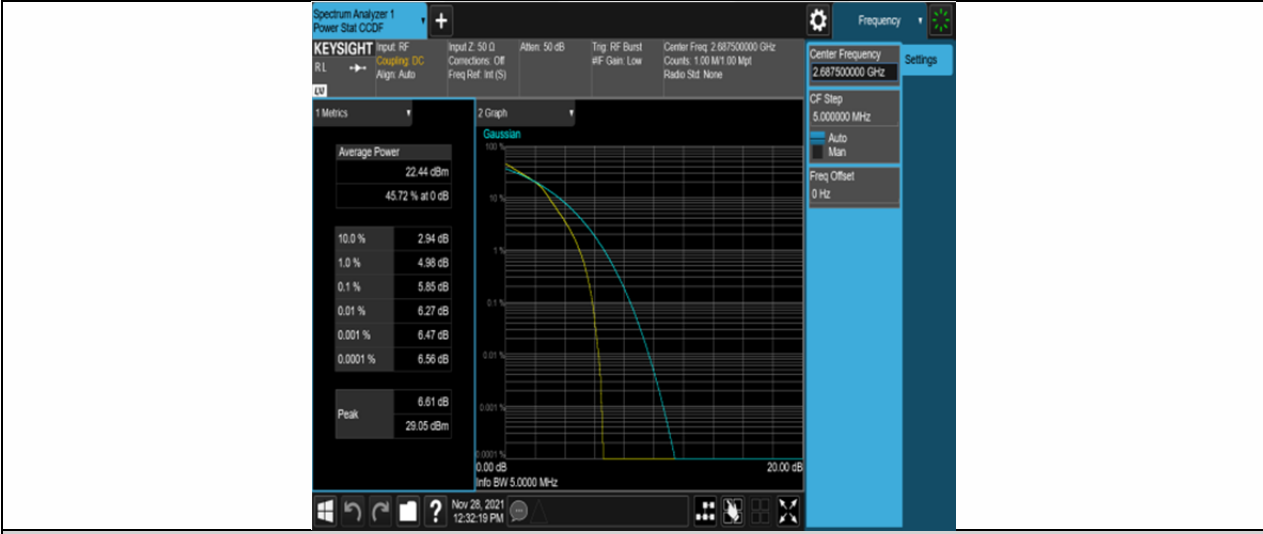 Spectrum Analyzer 1
Power Stat CCDF
+
Frequency
KEYSIGHT
Input: RF
Coupling: DC
Align: Auto
RL
LV
Input Z: 50 Ω
Corrections: Off
Freq Ref: Int (S)
Atten: 50 dB
Trig: RF Burst
#IF Gain: Low
Center Freq: 2.687500000 GHz
Counts: 1.00 M/1.00 Mpt
Radio Std: None
Center Frequency
2.687500000 GHz
Settings
CF Step
5.000000 MHz
Auto
Man
Freq Offset
0 Hz
1 Metrics
Average Power
22.44 dBm
45.72 % at 0 dB
10.0 % 2.94 dB
1.0 % 4.98 dB
0.1 % 5.85 dB
0.01 % 6.27 dB
0.001 % 6.47 dB
0.0001 % 6.56 dB
Peak
6.61 dB
29.05 dBm
2 Graph
Gaussian
100 %
10 %
1 %
0.1 %
0.01 %
0.001 %
0.0001 %
0.00 dB 20.00 dB
Info BW 5.0000 MHz
?
Nov 28, 2021
12:32:19 PM